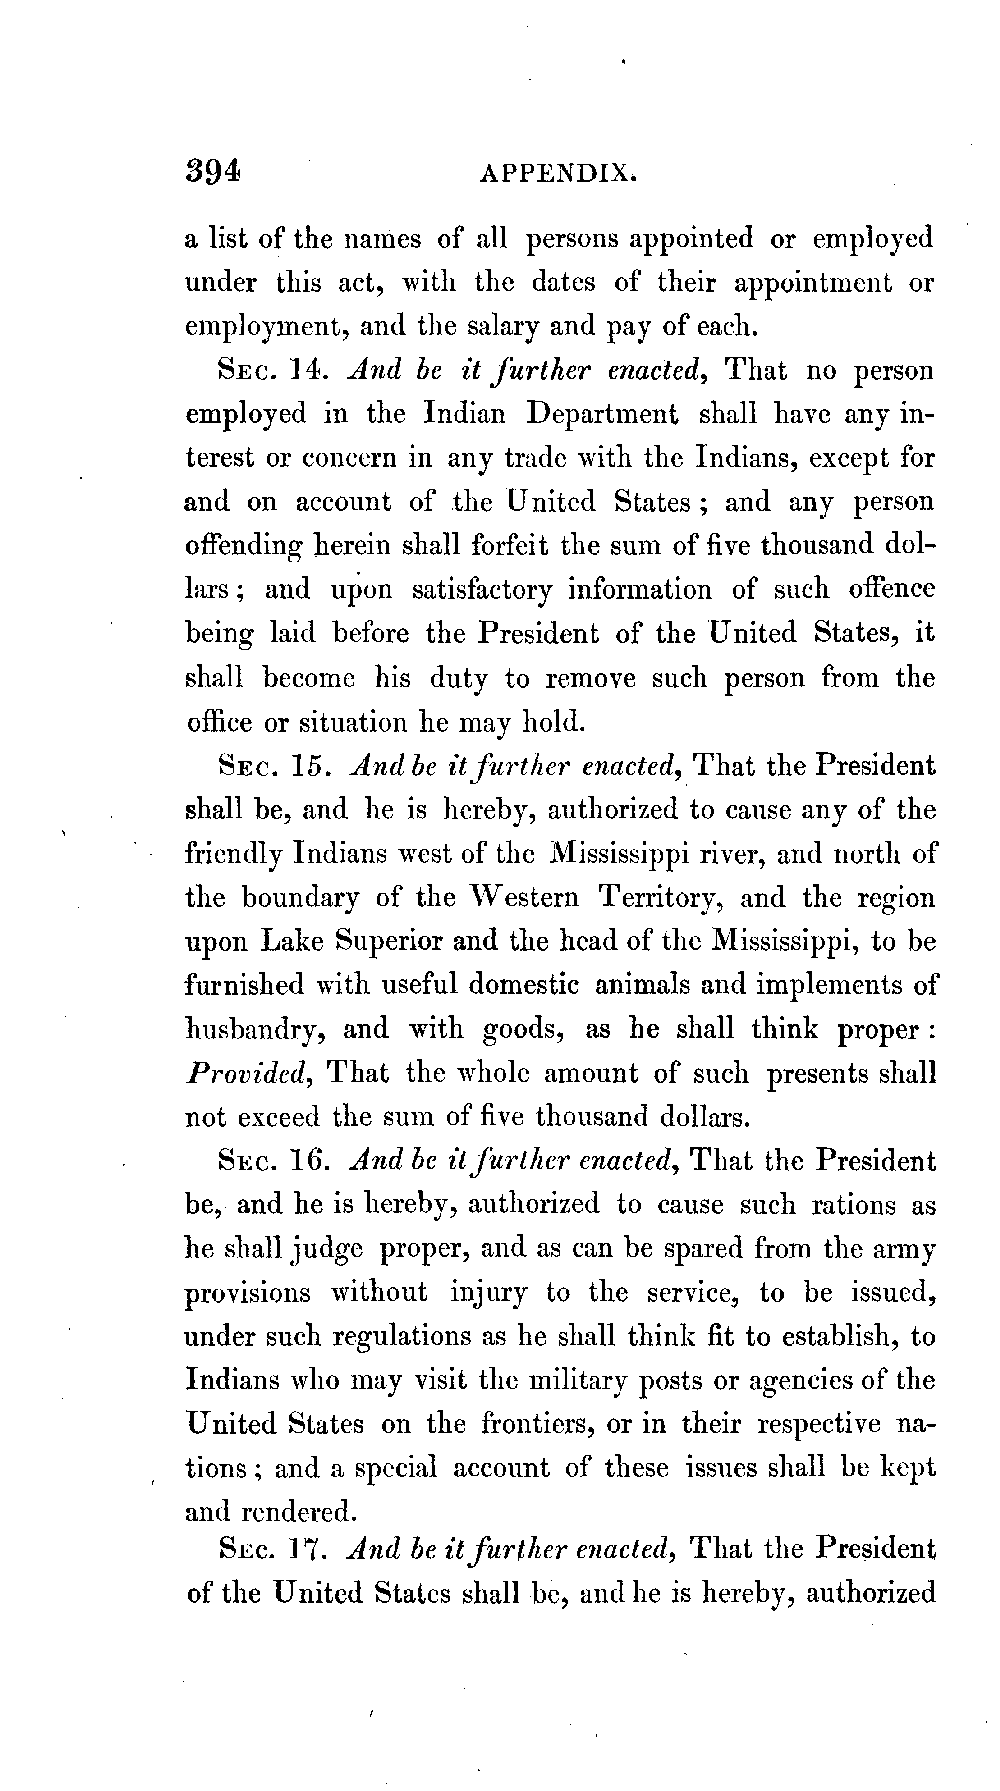 394 APPENDIX.
a list of the names of all persons appointed or employed
under this act, with the dates of their appointment or
employment, and the salary and pay of each.
SEC. 14. And be it further enacted, That no person
employed in the Indian Department shall have any in-
terest or concern in any trade with the Indians, except for
and on account of the United States; and any person
offending herein shall forfeit the sum of five thousand dol-
lars; and upon satisfactory information of such offence
being laid before the President of the United States, it
shall become his duty to remove such person from the
office or situation he may hold.
SEC. 15. And be it further enacted, That the President
shall be, and he is hereby, authorized to cause any of the
friendly Indians west of the Mississippi river, and north of
the boundary of the Western Territory, and the region
upon Lake Superior and the head of the Mississippi, to be
furnished with useful domestic animals and implements of
husbandry, and with goods, as he shall think proper:
Provided, That the whole amount of such presents shall
not exceed the sum of five thousand dollars.
SEC. 16. And be it further enacted, That the President
be, and he is hereby, authorized to cause such rations as
he shall judge proper, and as can be spared from the army
provisions without injury to the service, to be issued,
under such regulations as he shall think fit to establish, to
Indians who may visit the military posts or agencies of the
United States on the frontiers, or in their respective na-
tions; and a special account of these issues shall be kept
and rendered.
SEC. 17. And be it further enacted, That the President
of the United States shall be, and he is hereby, authorized